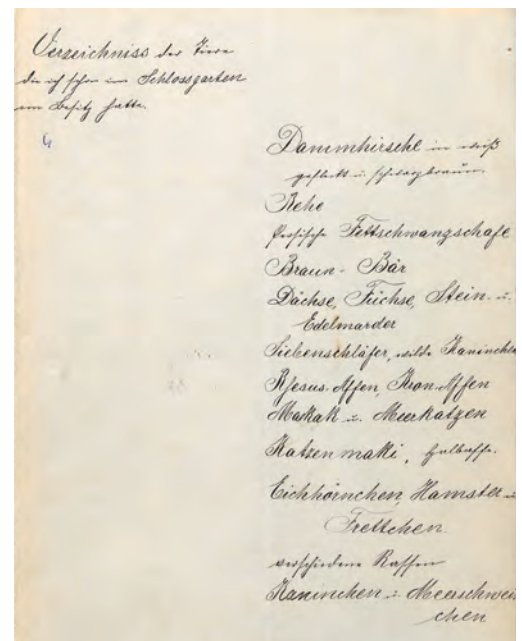 Verzeichniss der Tiere
die ich schon im Schlossgarten
im Besitz hatte.
Dammhirsche in weiß
gefleckt u. schwarzbraun.
Rehe
Persische Fettschwanzschafe
Braun-Bär
Dächse, Füchse, Stein- u.
Edelmarder
Siebenschläfer, wilde Kaninchen
Rhesus-Affen, Kron-Affen
Makak u. Meerkatzen
Katzenmaki, Halbaffe.
Eichhörnchen, Hamster u
Frettchen.
verschiedene Rassen
Kaninchen u. Meerschwein
chen